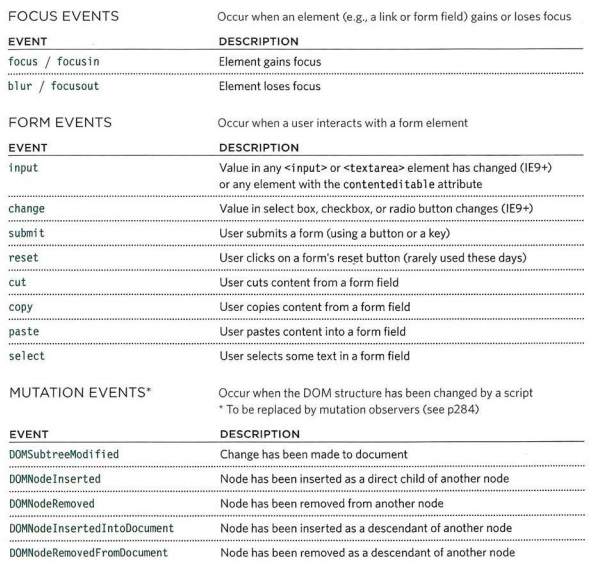 FOCUS EVENTS Occur when an element (e.g., a link or form field) gains or loses focus
EVENT DESCRIPTION
focus / focusin Element gains focus
blur / focusout Element loses focus
FORM EVENTS Occur when a user interacts with a form element
EVENT DESCRIPTION
input Value in any <input> or <textarea> element has changed (IE9+)
or any element with the contenteditable attribute
change Value in select box, checkbox, or radio button changes (IE9+)
submit User submits a form (using a button or a key)
reset User clicks on a form's reset button (rarely used these days)
cut User cuts content from a form field
copy User copies content from a form field
paste User pastes content into a form field
select User selects some text in a form field
MUTATION EVENTS* Occur when the DOM structure has been changed by a script
* To be replaced by mutation observers (see p284)
EVENT DESCRIPTION
DOMSubtreeModified Change has been made to document
DOMNodeInserted Node has been inserted as a direct child of another node
DOMNodeRemoved Node has been removed from another node
DOMNodeInsertedIntoDocument Node has been inserted as a descendant of another node
DOMNodeRemovedFromDocument Node has been removed as a descendant of another node